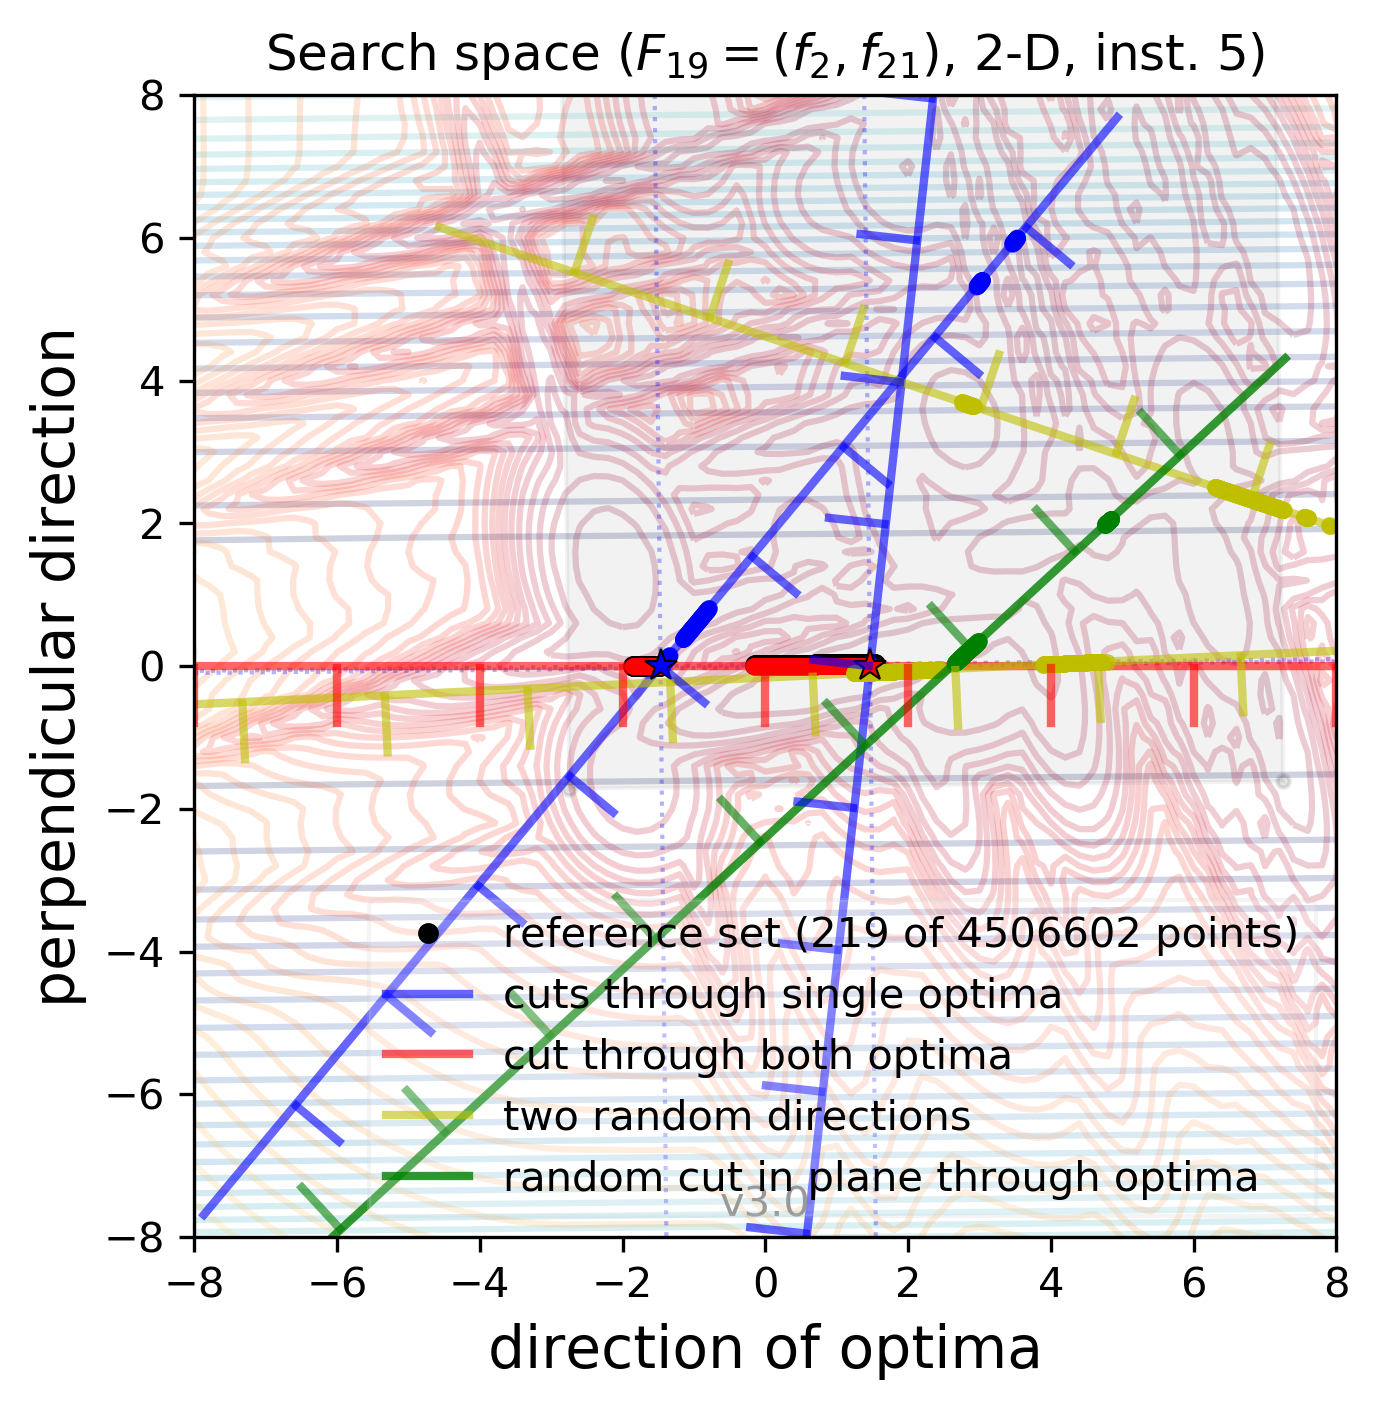 Search space (F₁₉ = (f₂, f₂₁), 2-D, inst. 5)
8
6
4
2
0
−2
−4
−6
−8
perpendicular direction
reference set (219 of 4506602 points)
cuts through single optima
cut through both optima
two random directions
random cut in plane through optima
v3.0
−8 −6 −4 −2 0 2 4 6 8
direction of optima